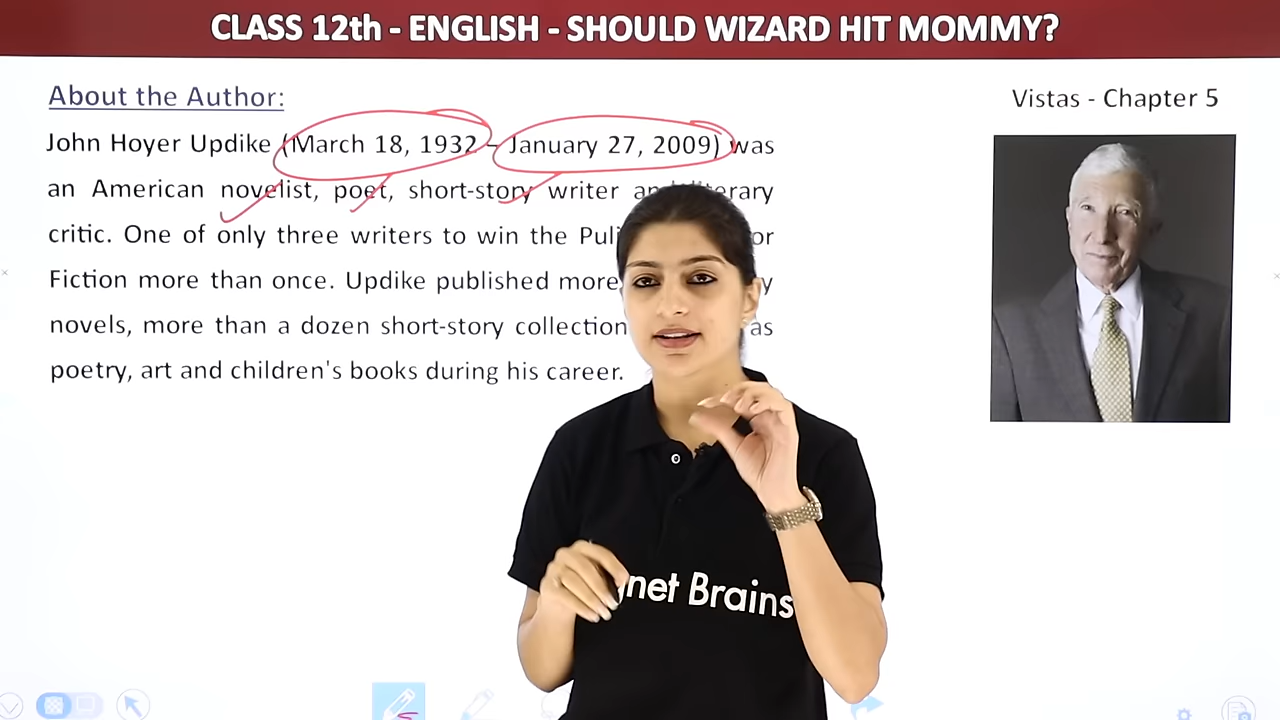 CLASS 12th - ENGLISH - SHOULD WIZARD HIT MOMMY?
About the Author:
Vistas - Chapter 5
John Hoyer Updike (March 18, 1932 – January 27, 2009) was
an American novelist, poet, short-story writer and literary
critic. One of only three writers to win the
Fiction more than once. Updike published more
novels, more than a dozen short-story as
poetry, art and children's books during his career.
Brains